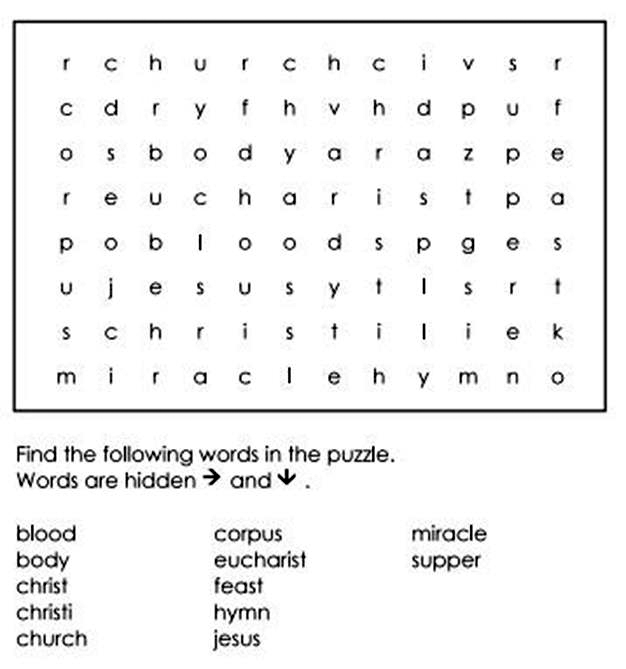 r c h u r c h c i v s r
c d r y f h v h d p u f
o s b o d y a r a z p e
r e u c h a r i s t p a
p o b l o o d s p g e s
u j e s u s y t l s r t
s c h r i s t i l i e k
m i r a c l e h y m n o
Find the following words in the puzzle.
Words are hidden → and ↓ .
blood corpus miracle
body eucharist supper
christ feast
christi hymn
church jesus